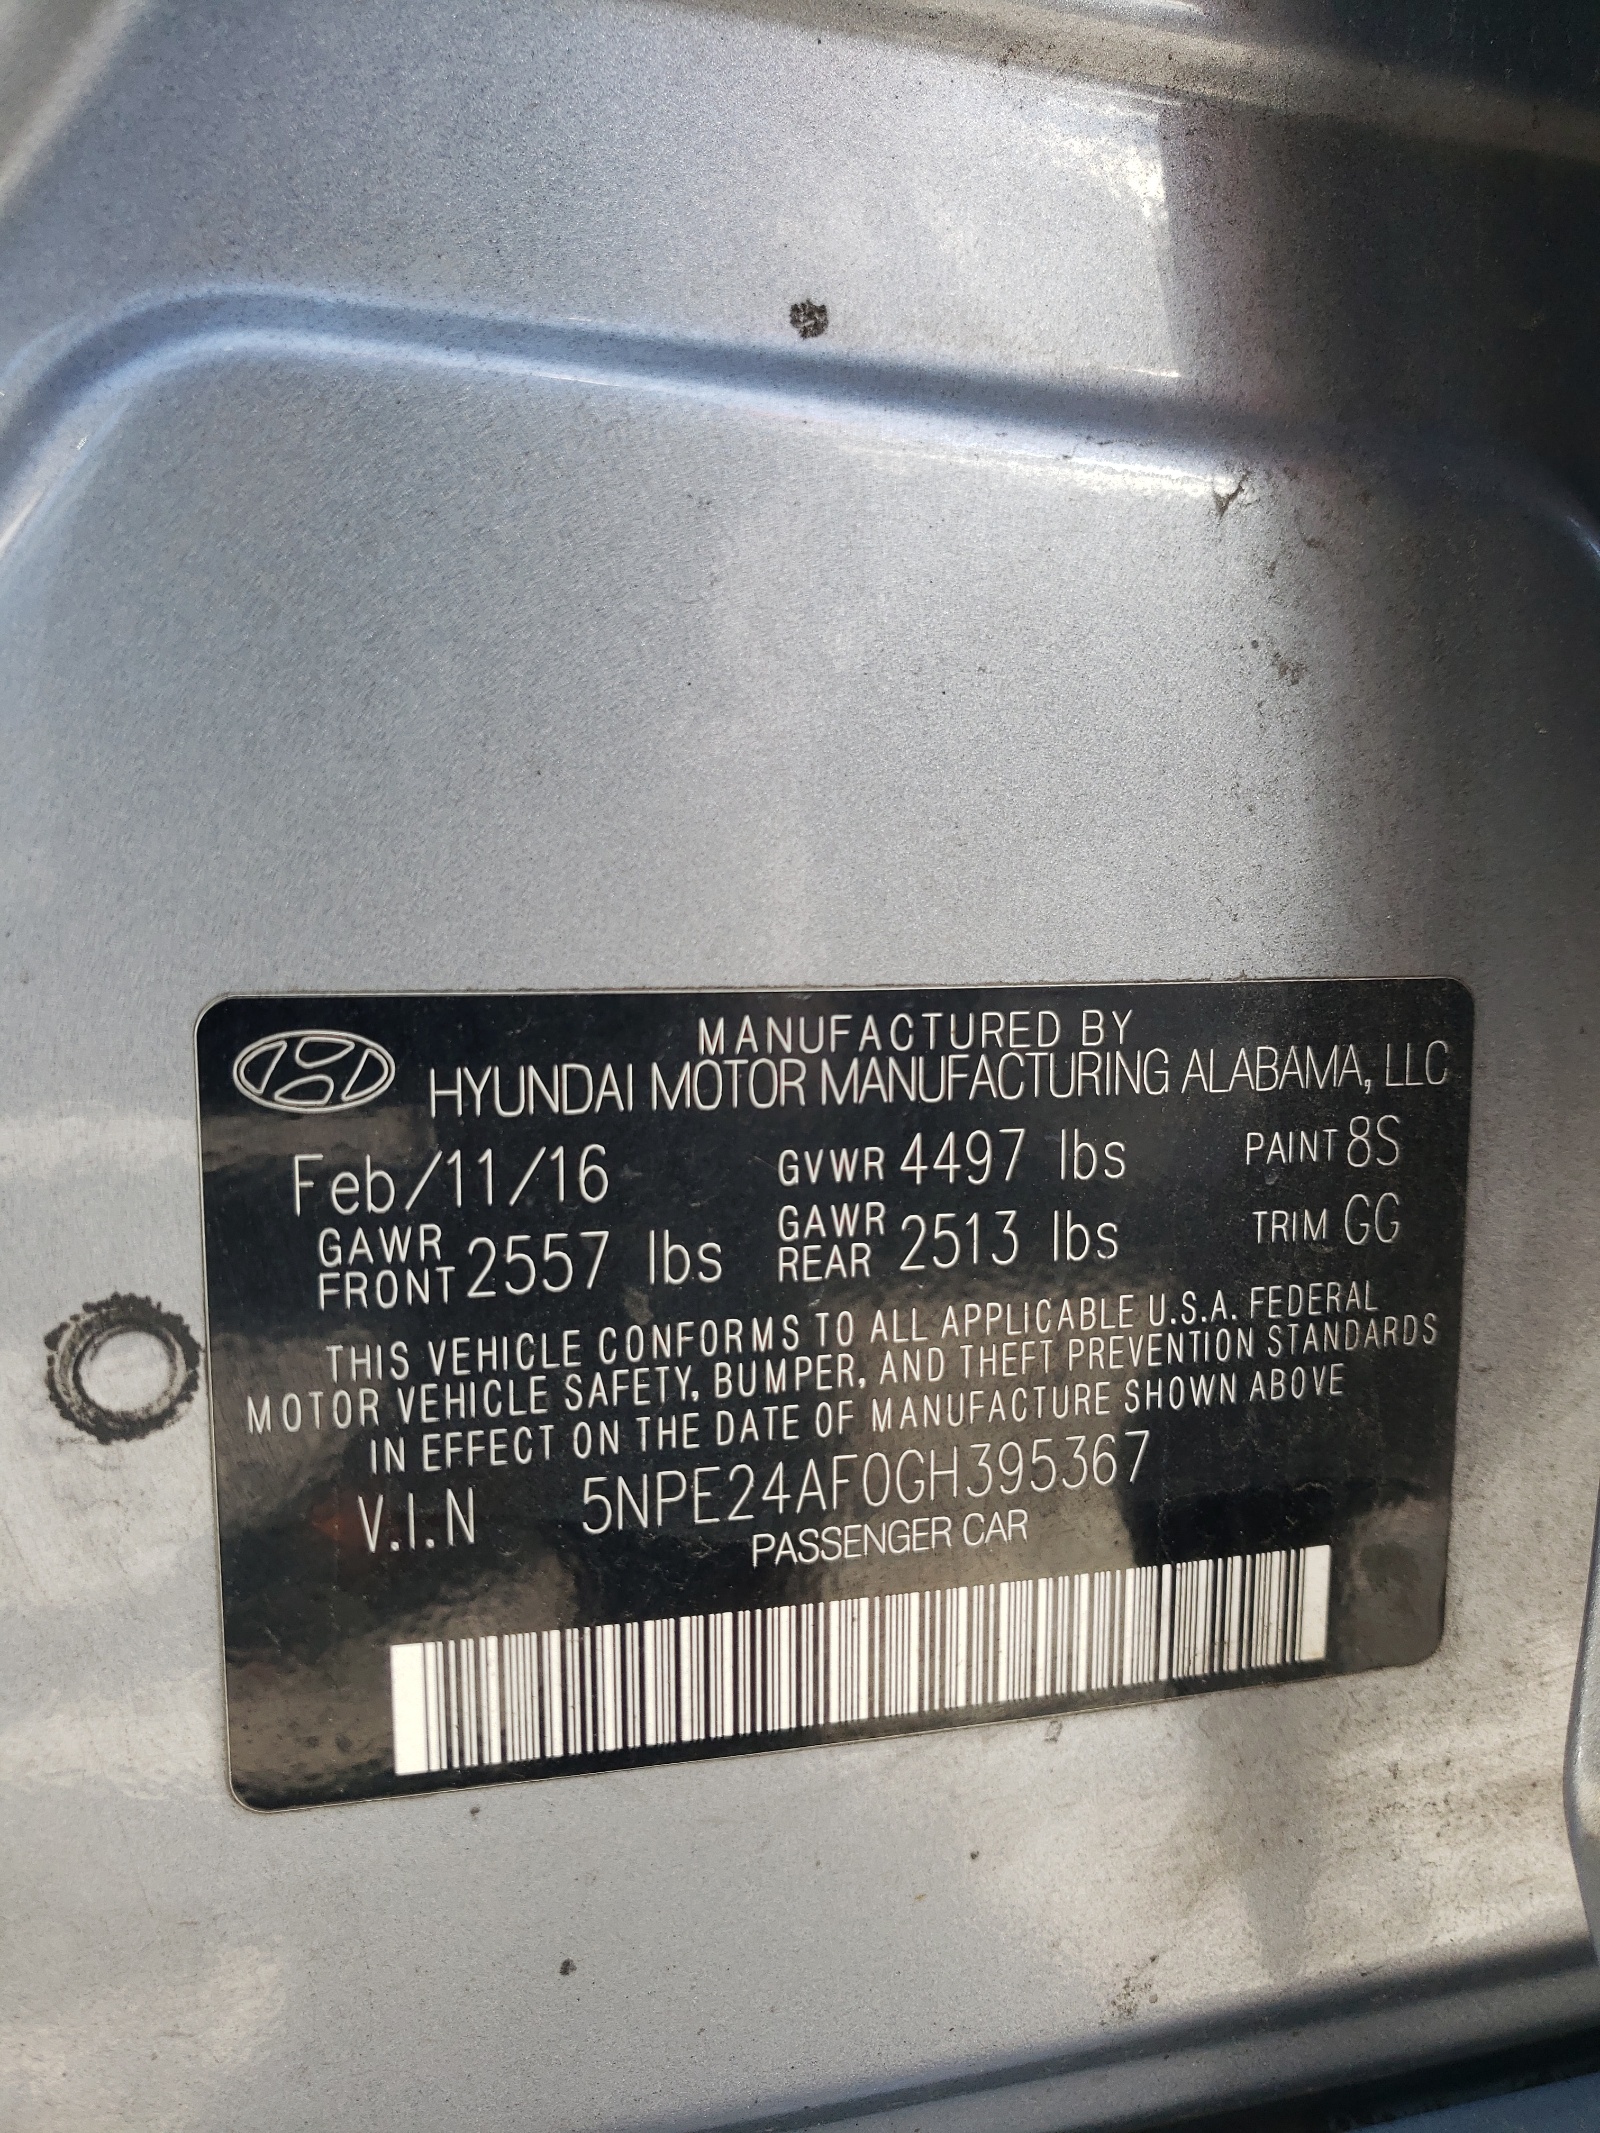 MANUFACTURED BY
HYUNDAI MOTOR MANUFACTURING ALABAMA, LLC
Feb/11/16 GVWR 4497 lbs PAINT 8S
GAWR FRONT 2557 lbs GAWR REAR 2513 lbs TRIM GG
THIS VEHICLE CONFORMS TO ALL APPLICABLE U.S.A. FEDERAL
MOTOR VEHICLE SAFETY, BUMPER, AND THEFT PREVENTION STANDARDS
IN EFFECT ON THE DATE OF MANUFACTURE SHOWN ABOVE
V.I.N 5NPE24AF0GH395367
PASSENGER CAR